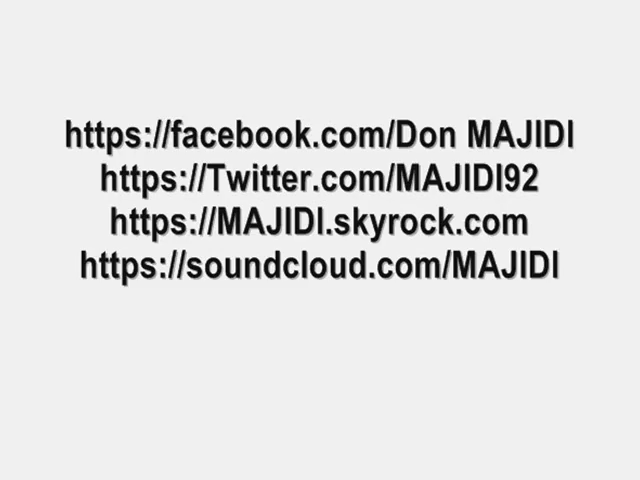 https://facebook.com/Don MAJIDI
https://Twitter.com/MAJIDI92
https://MAJIDI.skyrock.com
https://soundcloud.com/MAJIDI